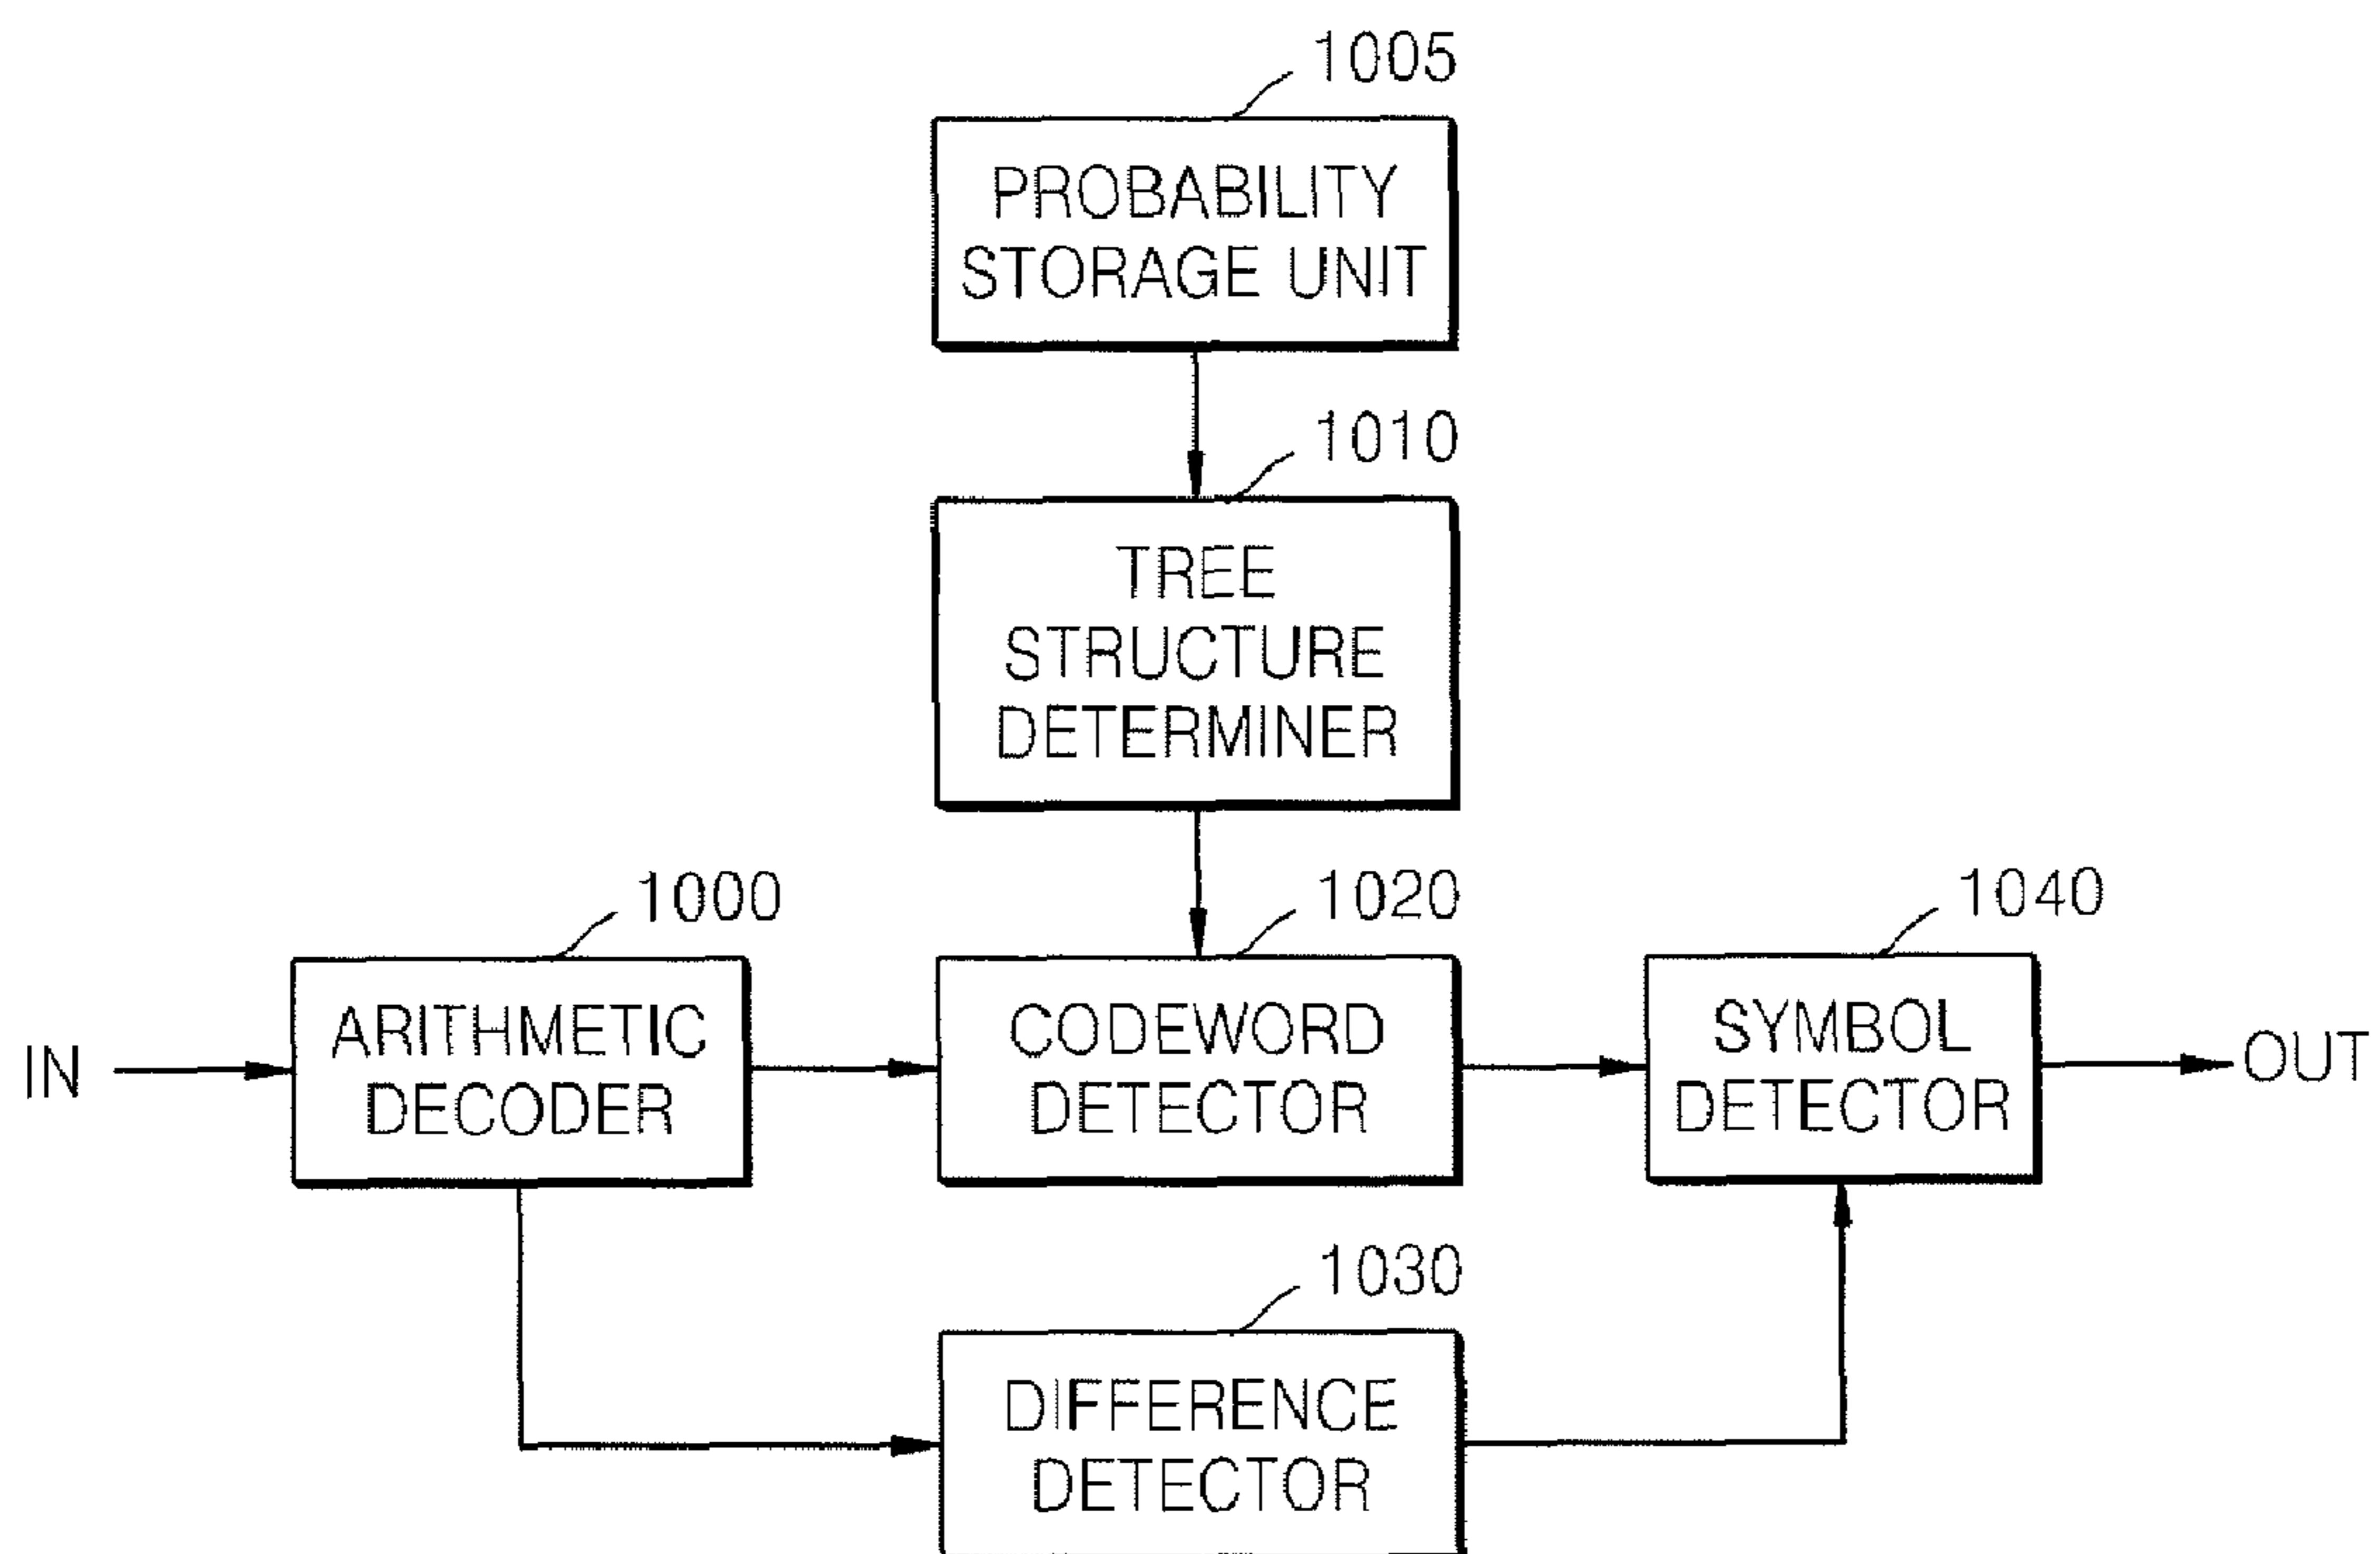 1005
PROBABILITY
STORAGE UNIT
1010
TREE
STRUCTURE
DETERMINER
1000
1020
1040
IN
ARITHMETIC
DECODER
CODEWORD
DETECTOR
SYMBOL
DETECTOR
OUT
1030
DIFFERENCE
DETECTOR